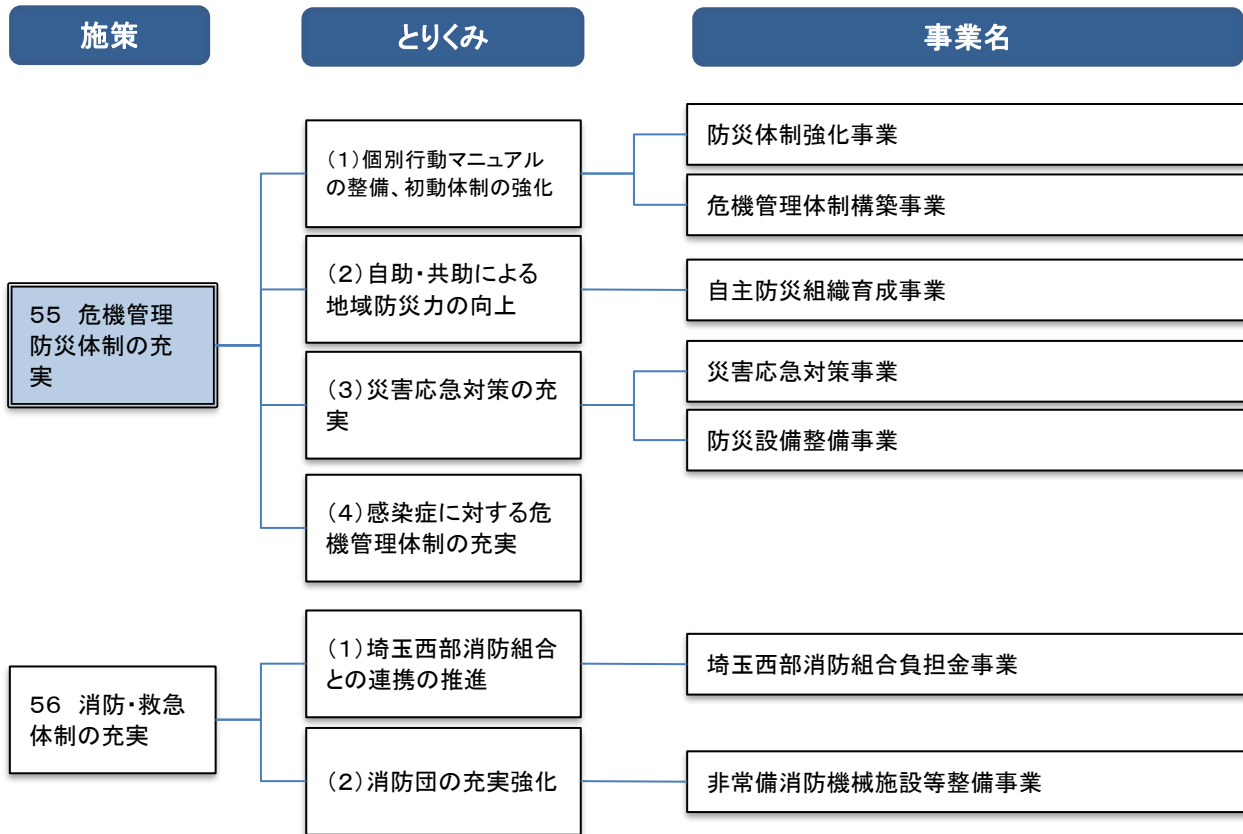 施策
とりくみ
事業名
55 危機管理
防災体制の充
実
(1)個別行動マニュアル
の整備、初動体制の強化
防災体制強化事業
危機管理体制構築事業
(2)自助・共助による
地域防災力の向上
自主防災組織育成事業
(3)災害応急対策の充
実
災害応急対策事業
防災設備整備事業
(4)感染症に対する危
機管理体制の充実
56 消防・救急
体制の充実
(1)埼玉西部消防組合
との連携の推進
埼玉西部消防組合負担金事業
(2)消防団の充実強化
非常備消防機械施設等整備事業